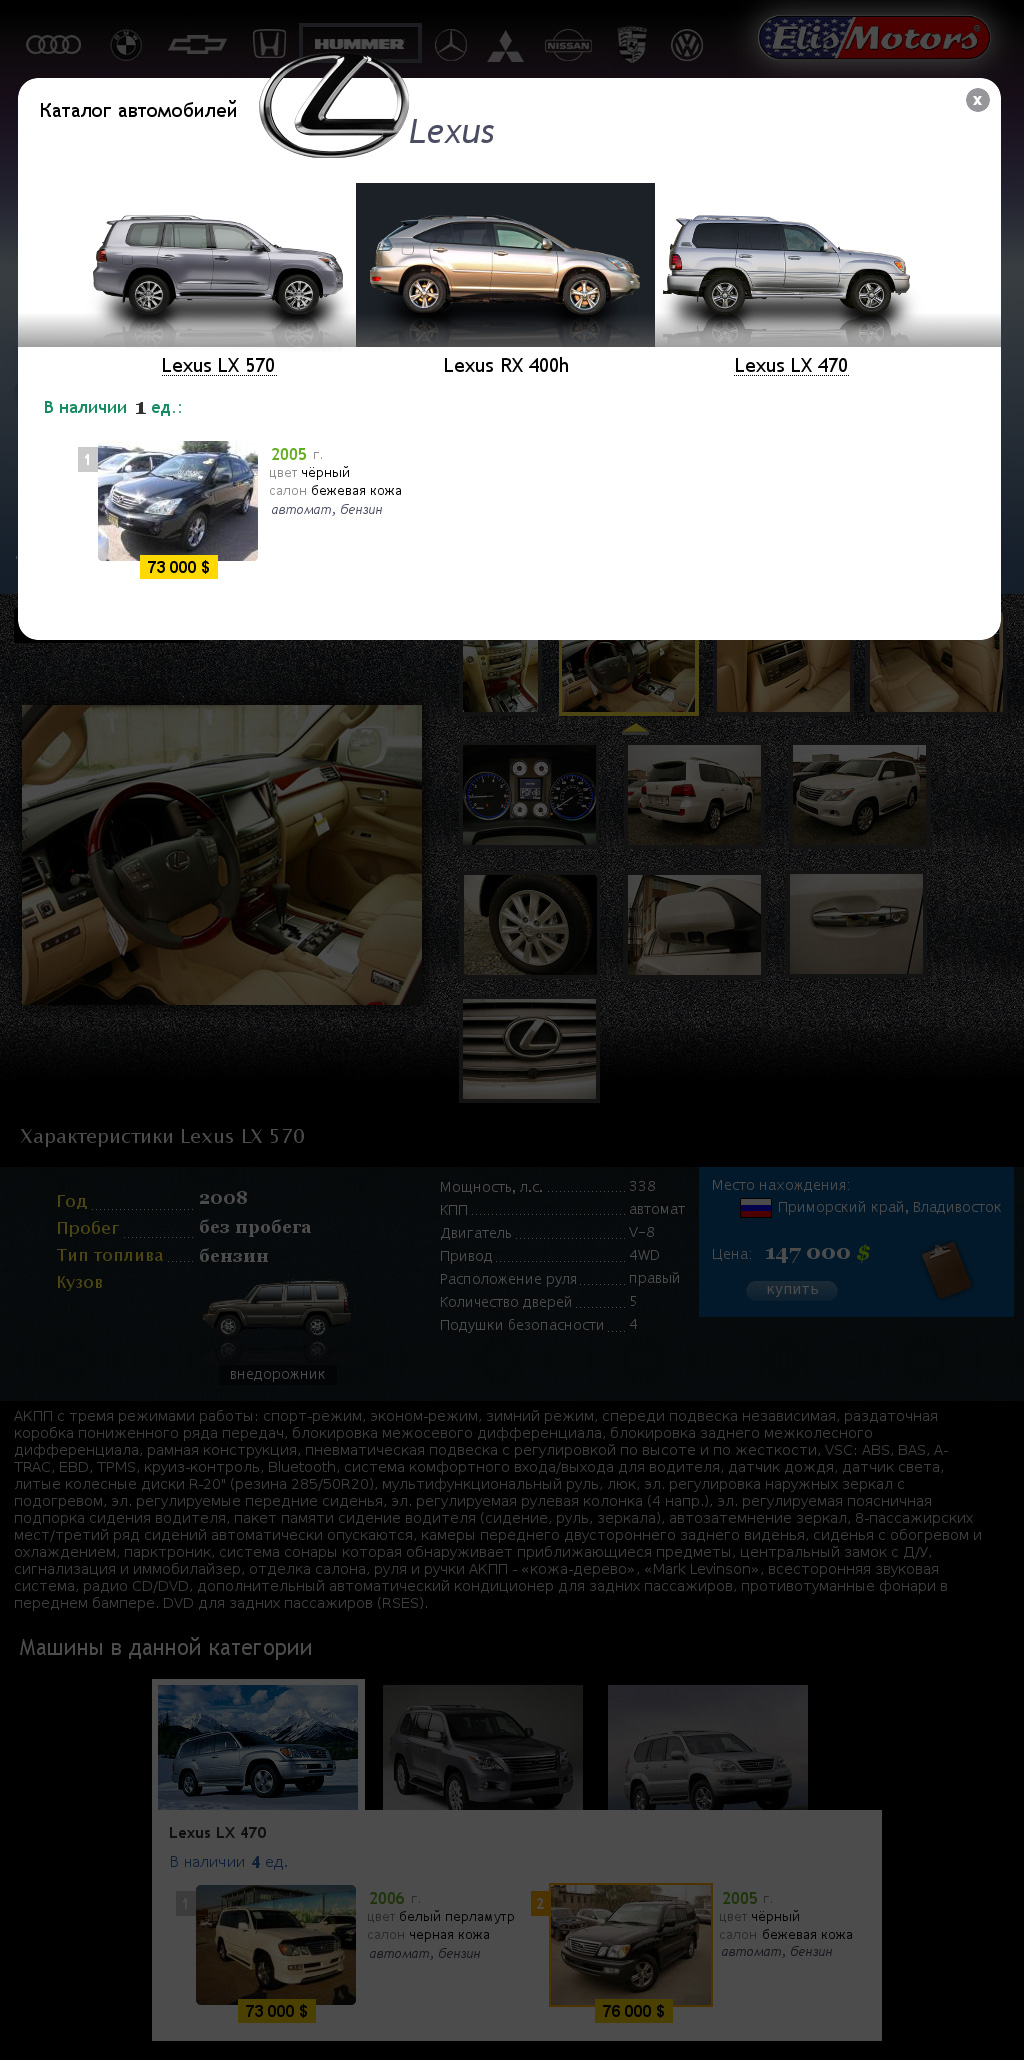 HUMMER
NISSAN
ElisMotors®
Каталог автомобилей
Lexus
x
Lexus LX 570
Lexus RX 400h
Lexus LX 470
В наличии 1 ед.:
1
2005 г.
цвет чёрный
салон бежевая кожа
автомат, бензин
73 000 $
Характеристики Lexus LX 570
Год 2008
Пробег без пробега
Тип топлива бензин
Кузов
внедорожник
Мощность, л.с. 338
КПП автомат
Двигатель V-8
Привод 4WD
Расположение руля правый
Количество дверей 5
Подушки безопасности 4
Место нахождения:
Приморский край, Владивосток
Цена: 147 000 $
купить
АКПП с тремя режимами работы: спорт-режим, эконом-режим, зимний режим, спереди подвеска независимая, раздаточная
коробка пониженного ряда передач, блокировка межосевого дифференциала, блокировка заднего межколесного
дифференциала, рамная конструкция, пневматическая подвеска с регулировкой по высоте и по жесткости, VSC: ABS, BAS, A-
TRAC, EBD, TPMS, круиз-контроль, Bluetooth, система комфортного входа/выхода для водителя, датчик дождя, датчик света,
литые колесные диски R-20" (резина 285/50R20), мультифункциональный руль, люк, эл. регулировка наружных зеркал с
подогревом, эл. регулируемые передние сиденья, эл. регулируемая рулевая колонка (4 напр.), эл. регулируемая поясничная
подпорка сидения водителя, пакет памяти сидение водителя (сидение, руль, зеркала), автозатемнение зеркал, 8-пассажирских
мест/третий ряд сидений автоматически опускаются, камеры переднего двустороннего заднего виденья, сиденья с обогревом и
охлаждением, парктроник, система сонары которая обнаруживает приближающиеся предметы, центральный замок с Д/У,
сигнализация и иммобилайзер, отделка салона, руля и ручки АКПП - «кожа-дерево», «Mark Levinson», всесторонняя звуковая
система, радио CD/DVD, дополнительный автоматический кондиционер для задних пассажиров, противотуманные фонари в
переднем бампере. DVD для задних пассажиров (RSES).
Машины в данной категории
Lexus LX 470
В наличии 4 ед.
1
2006 г.
цвет белый перламутр
салон черная кожа
автомат, бензин
73 000 $
2
2005 г.
цвет чёрный
салон бежевая кожа
автомат, бензин
76 000 $